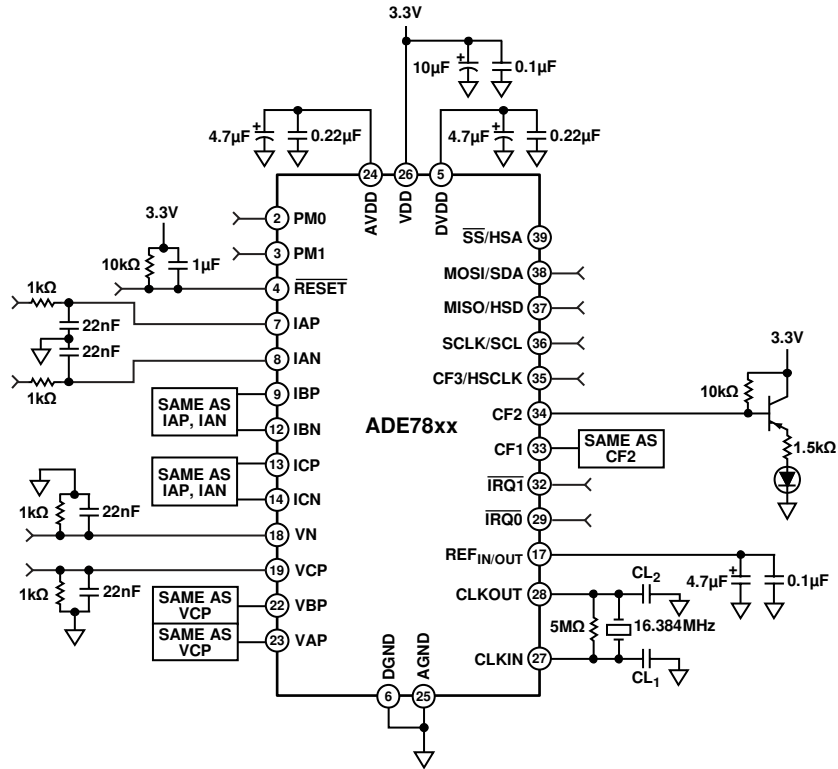 3.3V
10µF
+
0.1µF
4.7µF
+
0.22µF
4.7µF
+
0.22µF
24
26
5
AVDD
VDD
DVDD
3.3V
10kΩ
1µF
2
PM0
3
PM1
4
RESET
1kΩ
22nF
22nF
1kΩ
7
IAP
8
IAN
SAME AS
IAP, IAN
9
IBP
12
IBN
SAME AS
IAP, IAN
13
ICP
14
ICN
1kΩ
22nF
18
VN
19
VCP
1kΩ
22nF
SAME AS
VCP
22
VBP
SAME AS
VCP
23
VAP
ADE78xx
SS/HSA
39
MOSI/SDA
38
MISO/HSD
37
SCLK/SCL
36
CF3/HSCLK
35
CF2
34
CF1
33
SAME AS
CF2
3.3V
10kΩ
1.5kΩ
IRQ1
32
IRQ0
29
REFIN/OUT
17
4.7µF
+
0.1µF
CLKOUT
28
CL2
5MΩ
16.384MHz
CLKIN
27
CL1
DGND
AGND
6
25